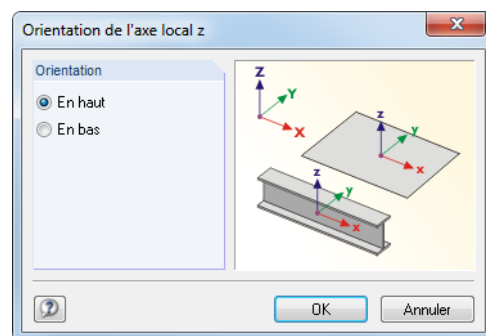 Orientation de l'axe local z
Orientation
En haut
En bas
Z
Y
X
z
y
x
z
y
x
OK
Annuler